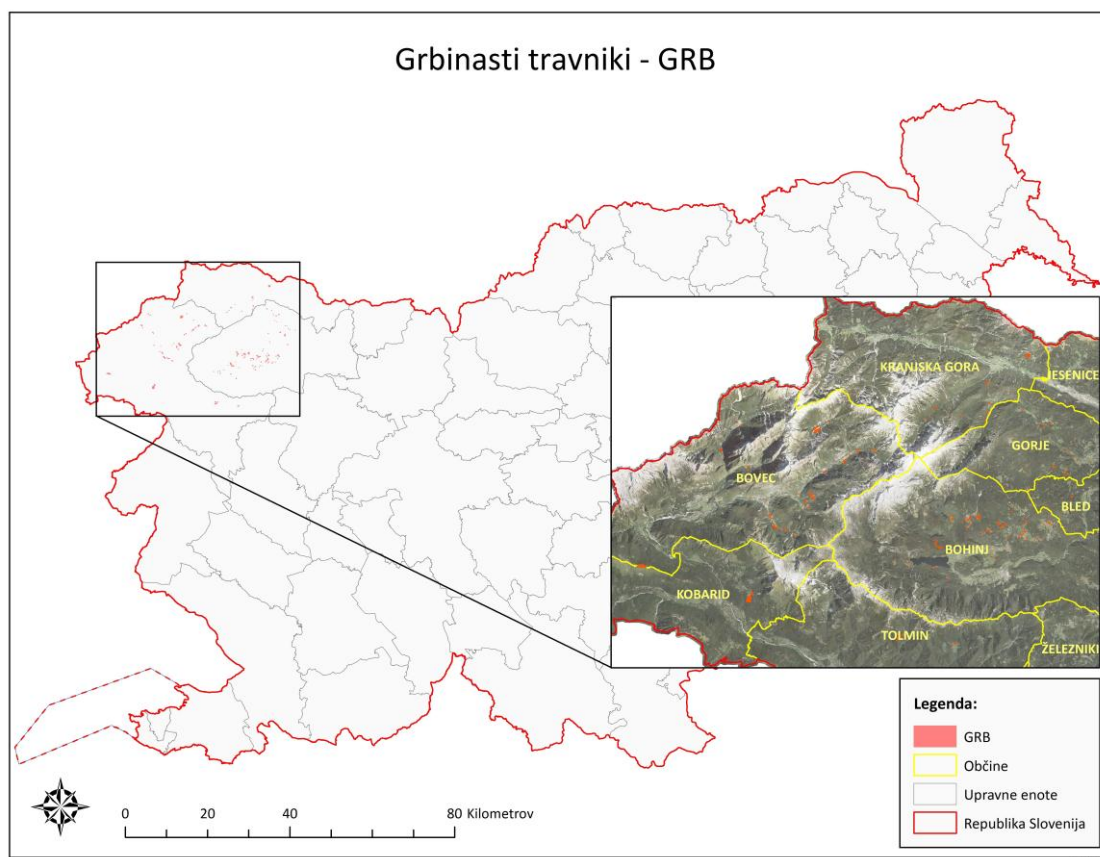 Grbinasti travniki - GRB
KRANJSKA GORA
JESENICE
GORJE
BOVEC
BLED
BOHINJ
KOBARID
TOLMIN
ŽELEZNIKI
Legenda:
GRB
Občine
Upravne enote
Republika Slovenija
0 20 40 80 Kilometrov